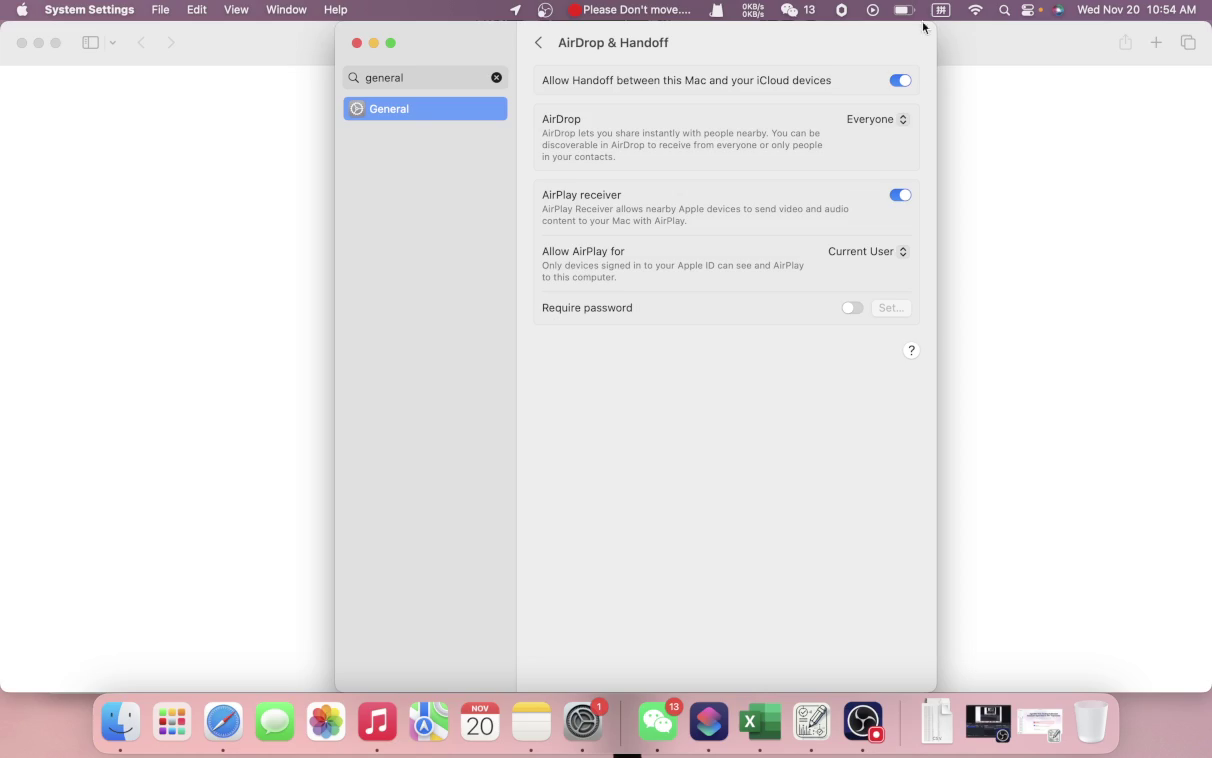 System Settings File Edit View Window Help Please Don't move.... 0KB/s 0KB/s 13 拼 Wed Nov 20 10:54 AM
AirDrop & Handoff
general
General
Allow Handoff between this Mac and your iCloud devices
AirDrop Everyone
AirDrop lets you share instantly with people nearby. You can be
discoverable in AirDrop to receive from everyone or only people
in your contacts.
AirPlay receiver
AirPlay Receiver allows nearby Apple devices to send video and audio
content to your Mac with AirPlay.
Allow AirPlay for Current User
Only devices signed in to your Apple ID can see and AirPlay
to this computer.
Require password Set...
?
NOV
20
1
13
X